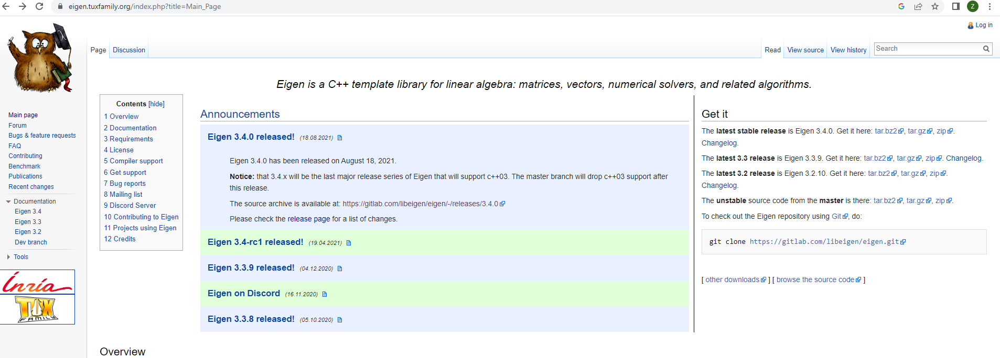 eigen.tuxfamily.org/index.php?title=Main_Page
Z
Log in
Page
Discussion
Read
View source
View history
Search
Eigen is a C++ template library for linear algebra: matrices, vectors, numerical solvers, and related algorithms.
Main page
Forum
Bugs & feature requests
FAQ
Contributing
Benchmark
Publications
Recent changes
Documentation
Eigen 3.4
Eigen 3.3
Eigen 3.2
Dev branch
Tools
Inria
TUX
FAMILY
Contents [hide]
1 Overview
2 Documentation
3 Requirements
4 License
5 Compiler support
6 Get support
7 Bug reports
8 Mailing list
9 Discord Server
10 Contributing to Eigen
11 Projects using Eigen
12 Credits
Announcements
Eigen 3.4.0 released! (18.08.2021)
Eigen 3.4.0 has been released on August 18, 2021.
Notice: that 3.4.x will be the last major release series of Eigen that will support c++03. The master branch will drop c++03 support after
this release.
The source archive is available at: https://gitlab.com/libeigen/eigen/-/releases/3.4.0
Please check the release page for a list of changes.
Eigen 3.4-rc1 released! (19.04.2021)
Eigen 3.3.9 released! (04.12.2020)
Eigen on Discord (16.11.2020)
Eigen 3.3.8 released! (05.10.2020)
Get it
The latest stable release is Eigen 3.4.0. Get it here: tar.bz2, tar.gz, zip.
Changelog.
The latest 3.3 release is Eigen 3.3.9. Get it here: tar.bz2, tar.gz, zip. Changelog.
The latest 3.2 release is Eigen 3.2.10. Get it here: tar.bz2, tar.gz, zip.
Changelog.
The unstable source code from the master is there: tar.bz2, tar.gz, zip.
To check out the Eigen repository using Git, do:
git clone https://gitlab.com/libeigen/eigen.git
[ other downloads ] [ browse the source code ]
Overview